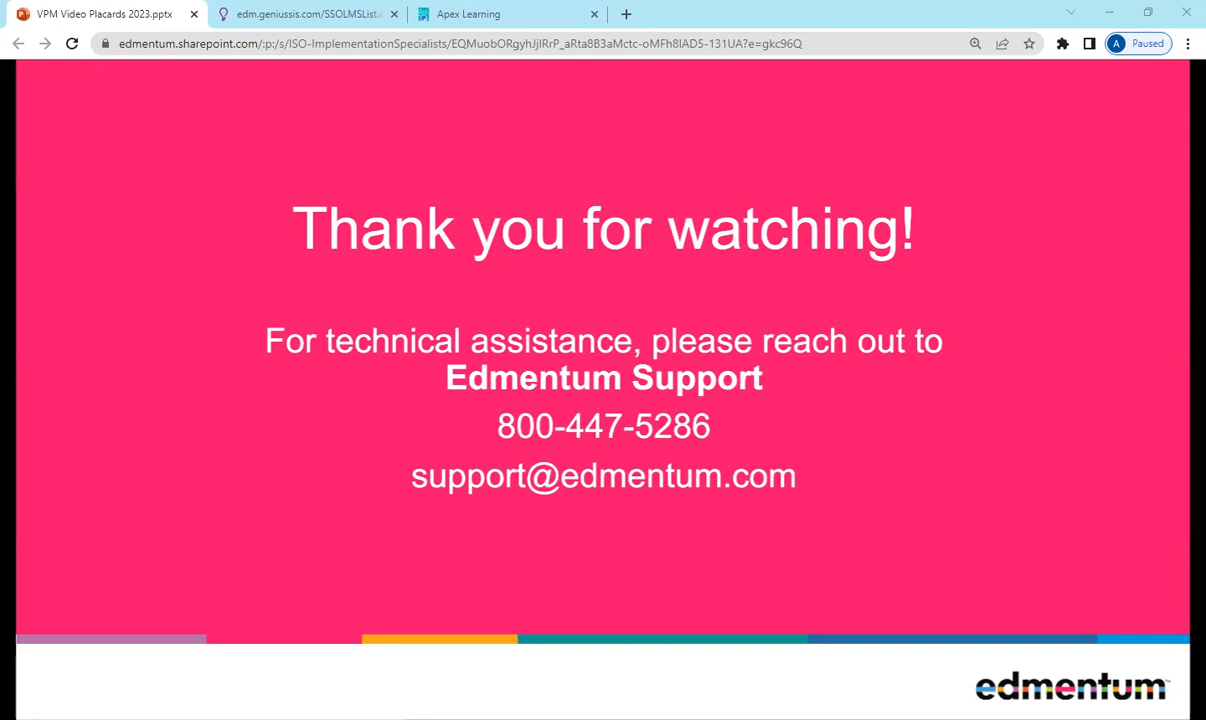 VPM Video Placards 2023.pptx
edm.geniussis.com/SSOLMSList.
Apex Learning
edmentum.sharepoint.com/:p:/s/ISO-ImplementationSpecialists/EQMuobORgyhJjIRrP_aRta8B3aMctc-oMFh8IAD5-131UA?e=gkc96Q
A Paused
Thank you for watching!
For technical assistance, please reach out to
Edmentum Support
800-447-5286
support@edmentum.com
edmentum™